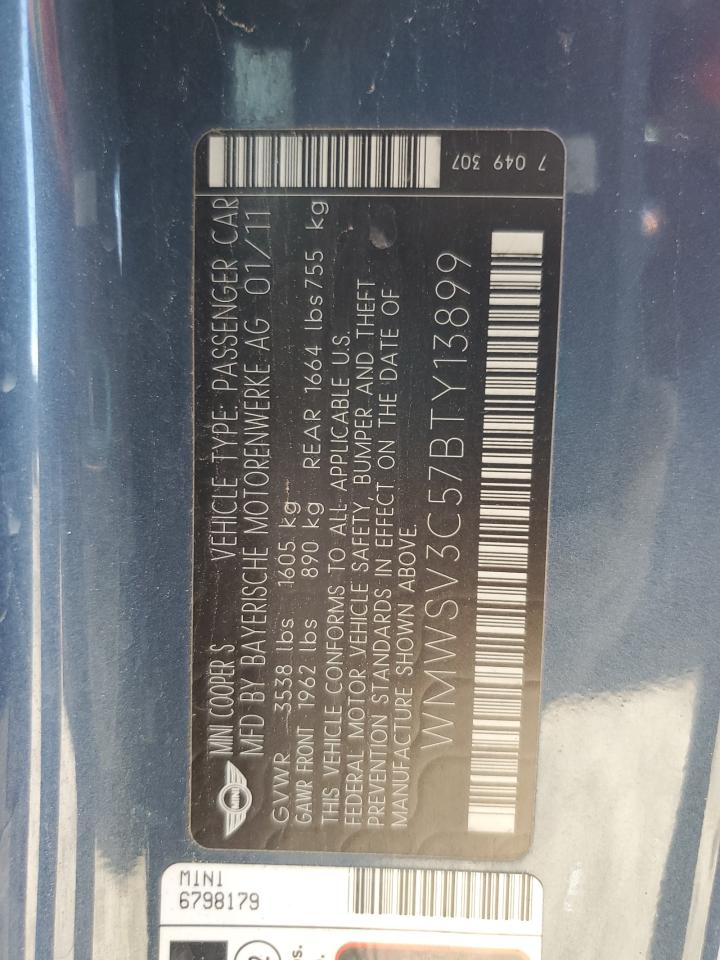 7 049 307
MINI COOPER S VEHICLE TYPE: PASSENGER CAR
MFD BY BAYERISCHE MOTORENWERKE AG 01/11
GVWR 3538 lbs 1605 kg
GAWR FRONT 1962 lbs 890 kg REAR 1664 lbs 755 kg
THIS VEHICLE CONFORMS TO ALL APPLICABLE U.S.
FEDERAL MOTOR VEHICLE SAFETY, BUMPER AND THEFT
PREVENTION STANDARDS IN EFFECT ON THE DATE OF
MANUFACTURE SHOWN ABOVE.
WMWSV3C57BTY13899
MINI
MINI
6798179